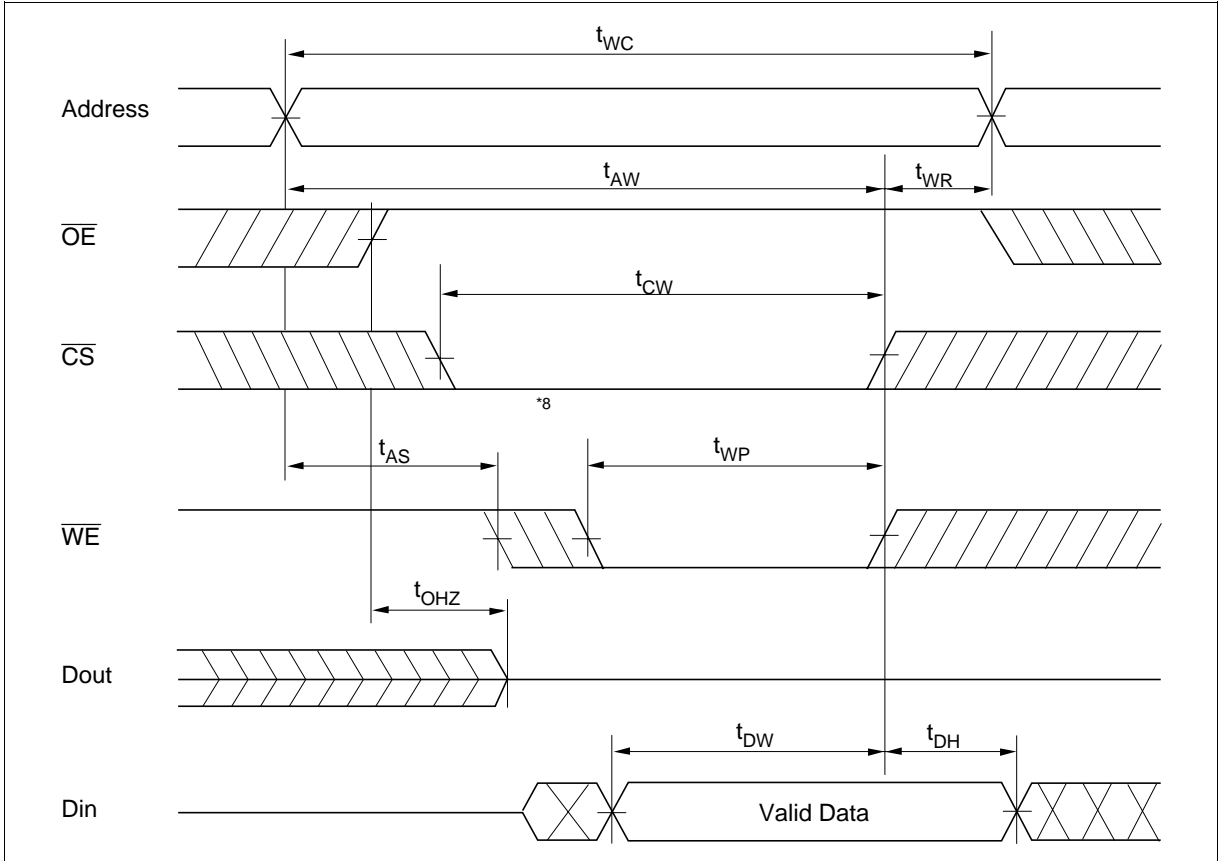 tWC
Address
tAW
tWR
OE
tCW
CS
*8
tAS
tWP
WE
tOHZ
Dout
tDW
tDH
Din
Valid Data